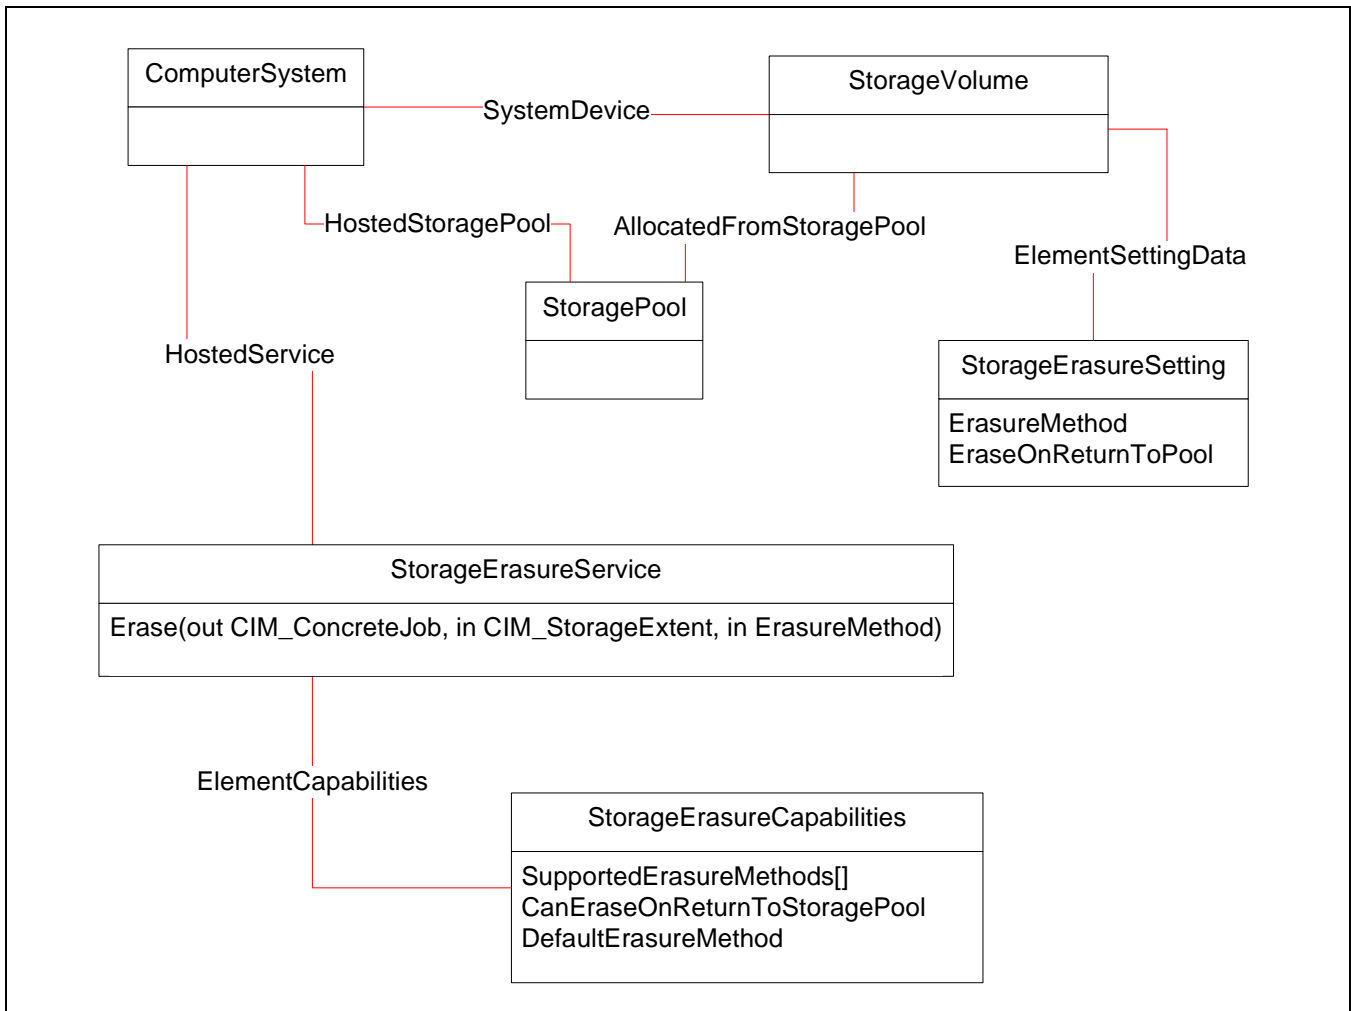 ComputerSystem
StorageVolume
SystemDevice
HostedStoragePool
AllocatedFromStoragePool
ElementSettingData
StoragePool
HostedService
StorageErasureSetting
ErasureMethod
EraseOnReturnToPool
StorageErasureService
Erase(out CIM_ConcreteJob, in CIM_StorageExtent, in ErasureMethod)
ElementCapabilities
StorageErasureCapabilities
SupportedErasureMethods[]
CanEraseOnReturnToStoragePool
DefaultErasureMethod